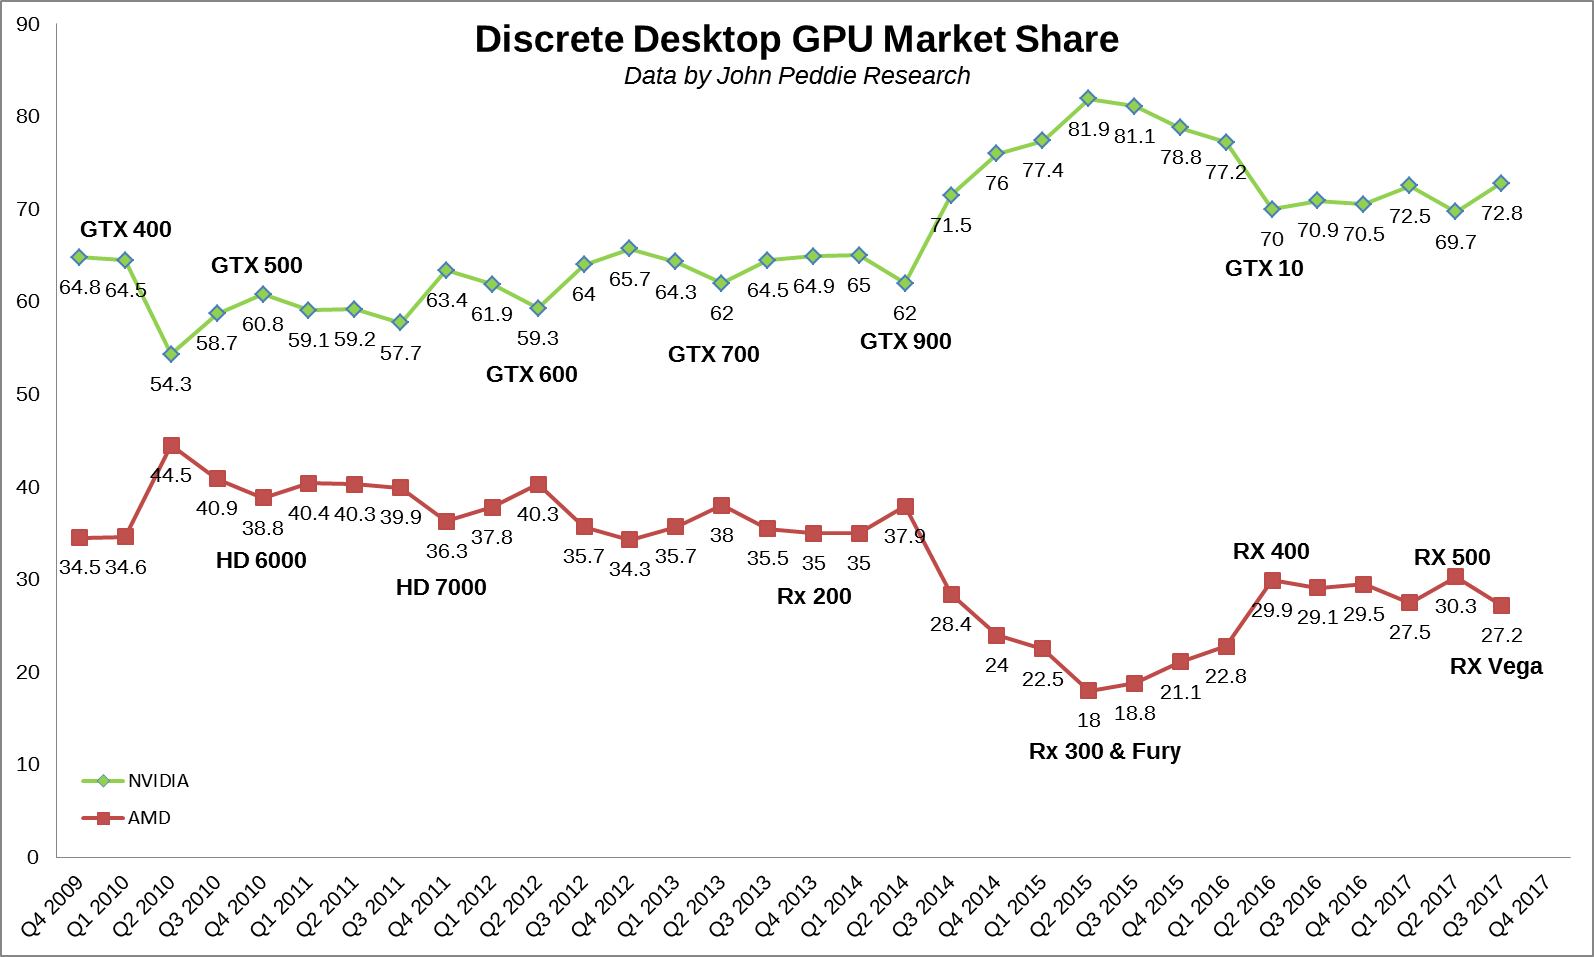 Discrete Desktop GPU Market Share
Data by John Peddie Research
90
80
70
60
50
40
30
20
10
0
GTX 400
GTX 500
GTX 600
GTX 700
GTX 900
GTX 10
64.8 64.5 54.3 58.7 60.8 59.1 59.2 57.7 63.4 61.9 59.3 64 65.7 64.3 62 64.5 64.9 65 62 71.5 76 77.4 81.9 81.1 78.8 77.2 70 70.9 70.5 72.5 69.7 72.8
34.5 34.6 44.5 40.9 38.8 40.4 40.3 39.9 36.3 37.8 40.3 35.7 34.3 35.7 38 35.5 35 35 37.9 28.4 24 22.5 18 18.8 21.1 22.8 29.9 29.1 29.5 27.5 30.3 27.2
HD 6000
HD 7000
Rx 200
Rx 300 & Fury
RX 400
RX 500
RX Vega
NVIDIA
AMD
Q4 2009
Q1 2010
Q2 2010
Q3 2010
Q4 2010
Q1 2011
Q2 2011
Q3 2011
Q4 2011
Q1 2012
Q2 2012
Q3 2012
Q4 2012
Q1 2013
Q2 2013
Q3 2013
Q4 2013
Q1 2014
Q2 2014
Q3 2014
Q4 2014
Q1 2015
Q2 2015
Q3 2015
Q4 2015
Q1 2016
Q2 2016
Q3 2016
Q4 2016
Q1 2017
Q2 2017
Q3 2017
Q4 2017